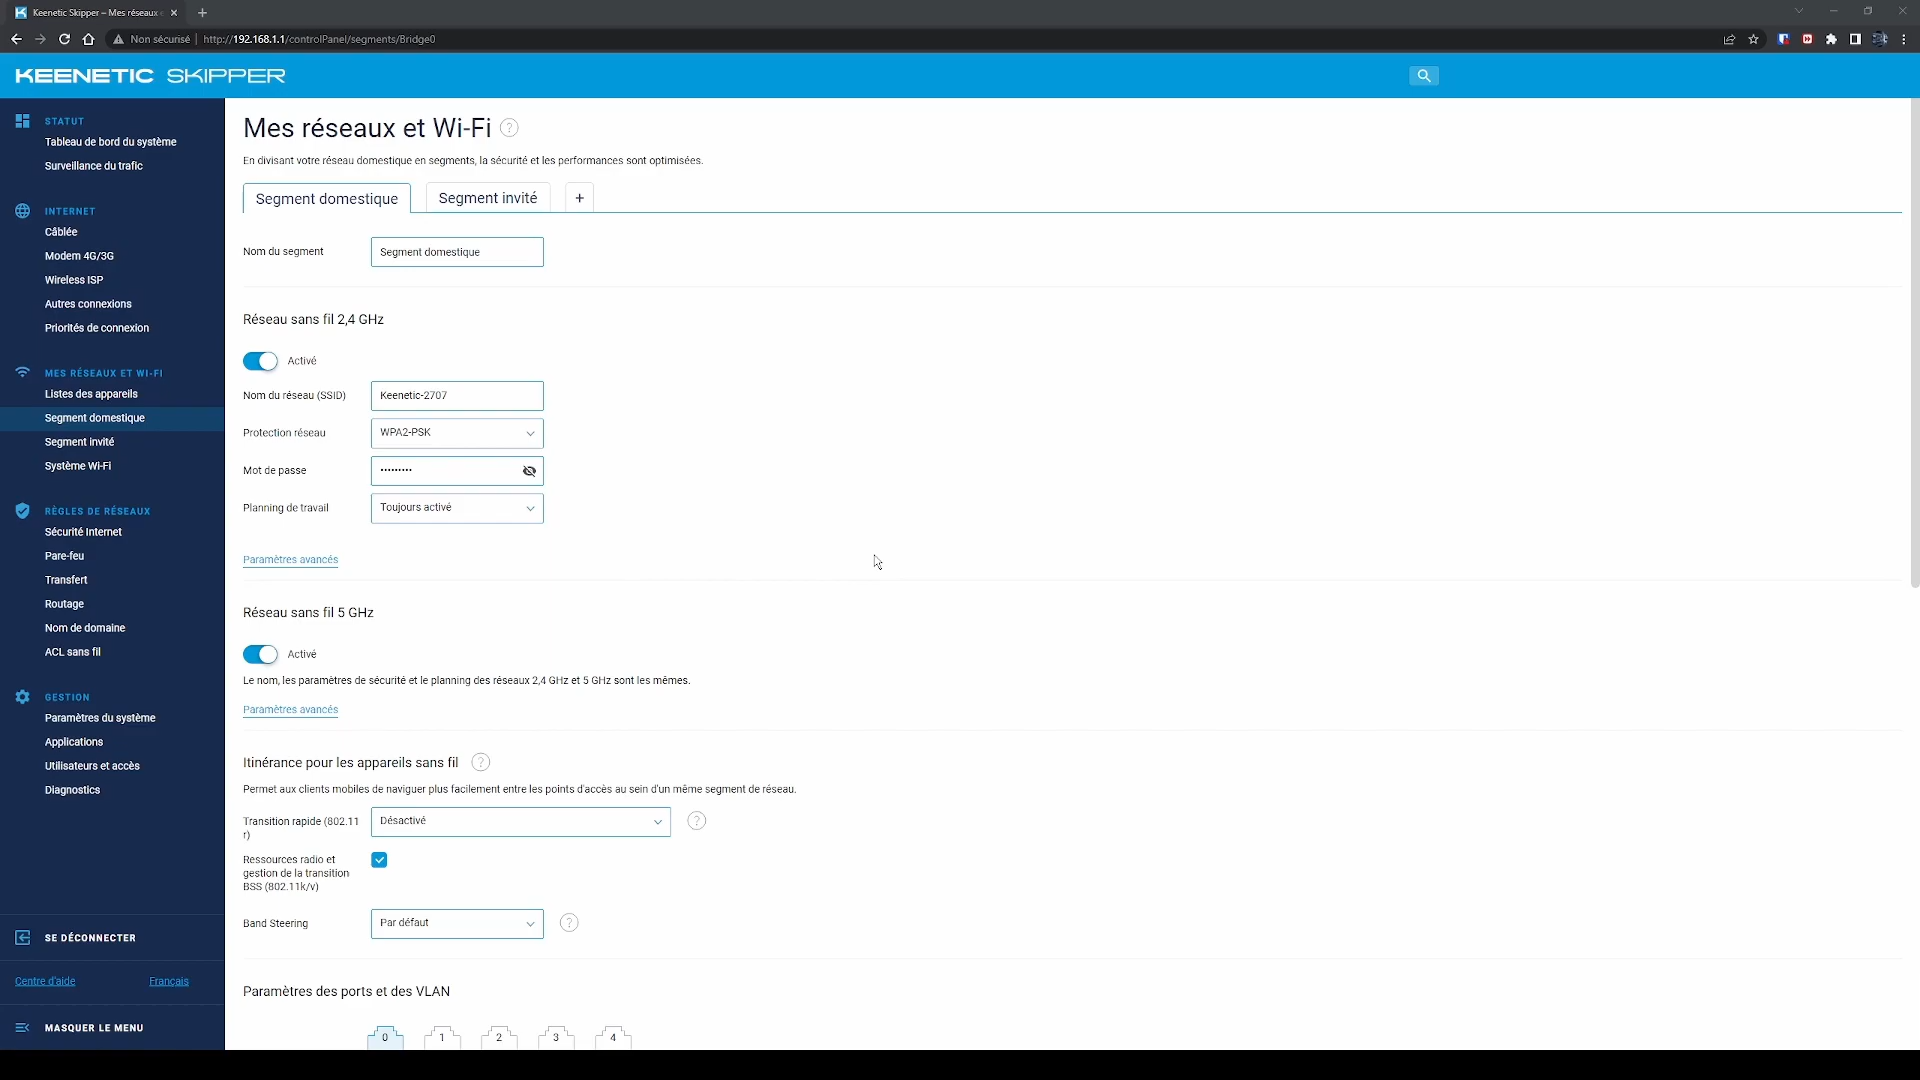 Keenetic Skipper – Mes réseaux
Non sécurisé
http://192.168.1.1/controlPanel/segments/Bridge0
KEENETIC SKIPPER
STATUT
Tableau de bord du système
Surveillance du trafic
INTERNET
Câblée
Modem 4G/3G
Wireless ISP
Autres connexions
Priorités de connexion
MES RÉSEAUX ET WI-FI
Listes des appareils
Segment domestique
Segment invité
Système Wi-Fi
RÈGLES DE RÉSEAUX
Sécurité Internet
Pare-feu
Transfert
Routage
Nom de domaine
ACL sans fil
GESTION
Paramètres du système
Applications
Utilisateurs et accès
Diagnostics
SE DÉCONNECTER
Centre d'aide
Français
MASQUER LE MENU
Mes réseaux et Wi-Fi ?
En divisant votre réseau domestique en segments, la sécurité et les performances sont optimisées.
Segment domestique
Segment invité
+
Nom du segment
Segment domestique
Réseau sans fil 2,4 GHz
Activé
Nom du réseau (SSID)
Keenetic-2707
Protection réseau
WPA2-PSK
Mot de passe
•••••••••
Planning de travail
Toujours activé
Paramètres avancés
Réseau sans fil 5 GHz
Activé
Le nom, les paramètres de sécurité et le planning des réseaux 2,4 GHz et 5 GHz sont les mêmes.
Paramètres avancés
Itinérance pour les appareils sans fil ?
Permet aux clients mobiles de naviguer plus facilement entre les points d'accès au sein d'un même segment de réseau.
Transition rapide (802.11
r)
Désactivé
?
Ressources radio et
gestion de la transition
BSS (802.11k/v)
Band Steering
Par défaut
?
Paramètres des ports et des VLAN
0
1
2
3
4